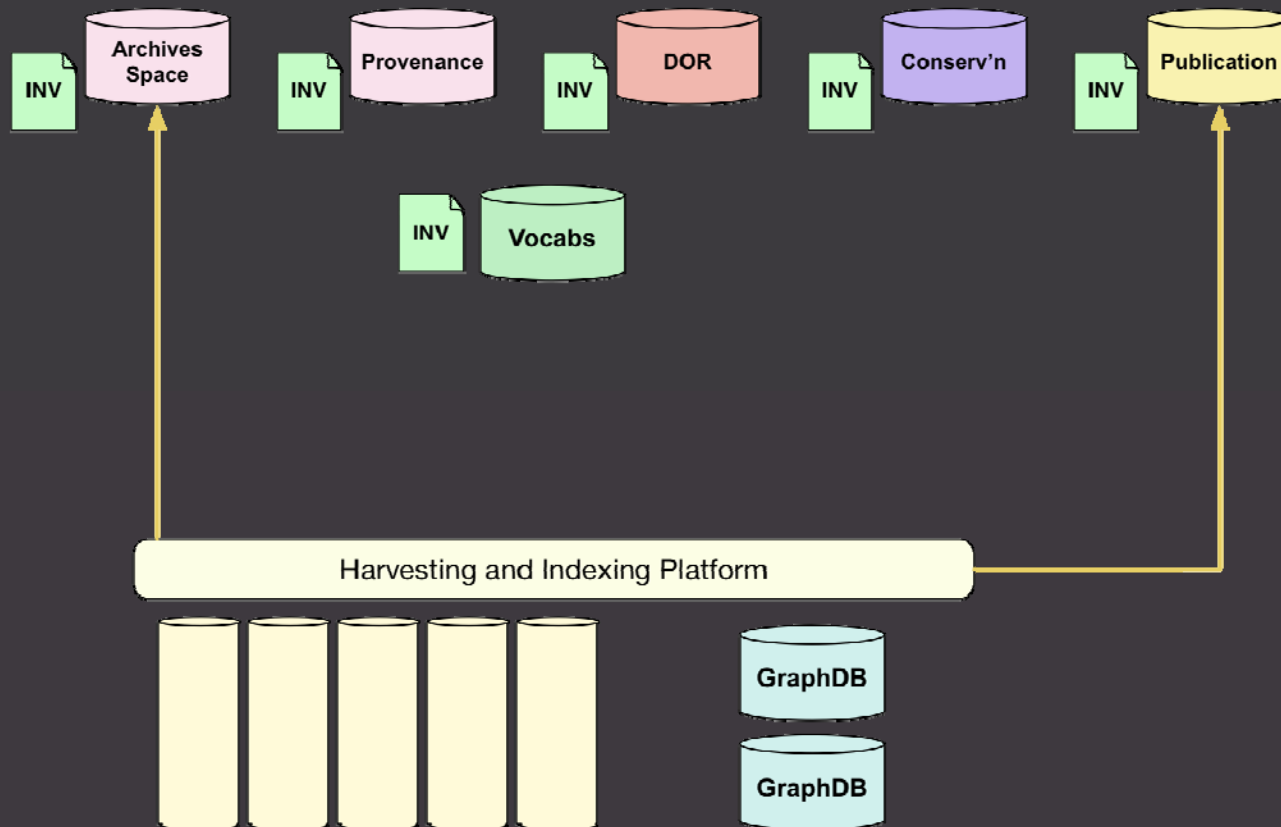 INV
Archives
Space
INV
Provenance
INV
DOR
INV
Conserv'n
INV
Publication
INV
Vocabs
Harvesting and Indexing Platform
GraphDB
GraphDB